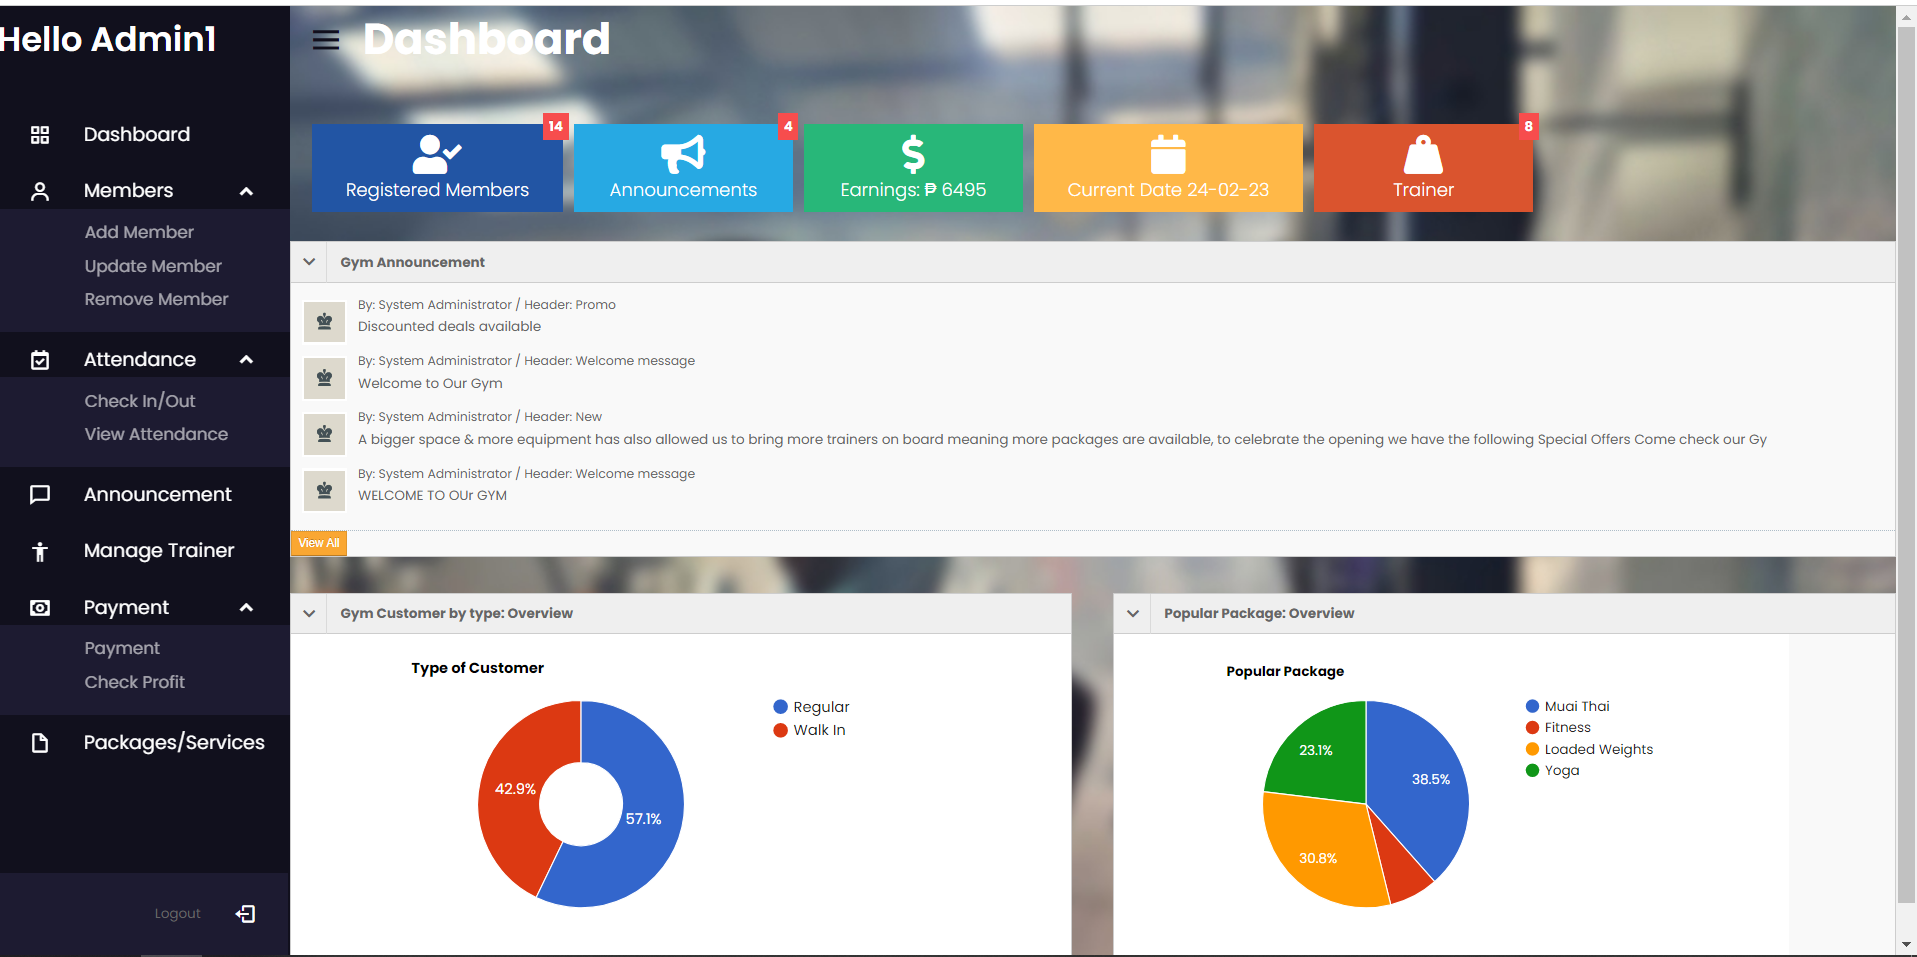 Hello Admin1
Dashboard
Members
Add Member
Update Member
Remove Member
Attendance
Check In/Out
View Attendance
Announcement
Manage Trainer
Payment
Payment
Check Profit
Packages/Services
Logout
Dashboard
14
Registered Members
4
Announcements
Earnings: ₱ 6495
Current Date 24-02-23
8
Trainer
Gym Announcement
By: System Administrator / Header: Promo
Discounted deals available
By: System Administrator / Header: Welcome message
Welcome to Our Gym
By: System Administrator / Header: New
A bigger space & more equipment has also allowed us to bring more trainers on board meaning more packages are available, to celebrate the opening we have the following Special Offers Come check our Gy
By: System Administrator / Header: Welcome message
WELCOME TO OUr GYM
View All
Gym Customer by type: Overview
Type of Customer
Regular
Walk In
42.9%
57.1%
Popular Package: Overview
Popular Package
Muai Thai
Fitness
Loaded Weights
Yoga
23.1%
38.5%
30.8%